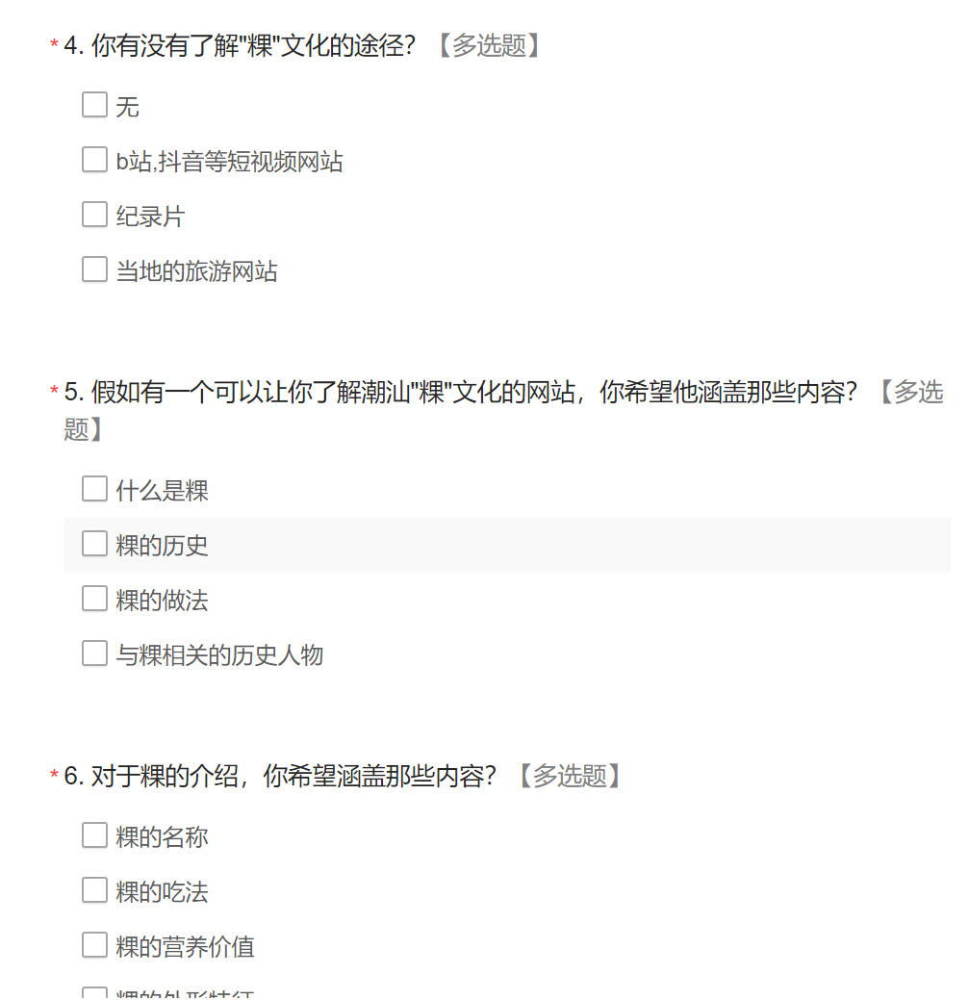 * 4. 你有没有了解"粿"文化的途径？【多选题】
无
b站,抖音等短视频网站
纪录片
当地的旅游网站
* 5. 假如有一个可以让你了解潮汕"粿"文化的网站，你希望他涵盖那些内容？【多选
题】
什么是粿
粿的历史
粿的做法
与粿相关的历史人物
* 6. 对于粿的介绍，你希望涵盖那些内容？【多选题】
粿的名称
粿的吃法
粿的营养价值
粿的外形特征